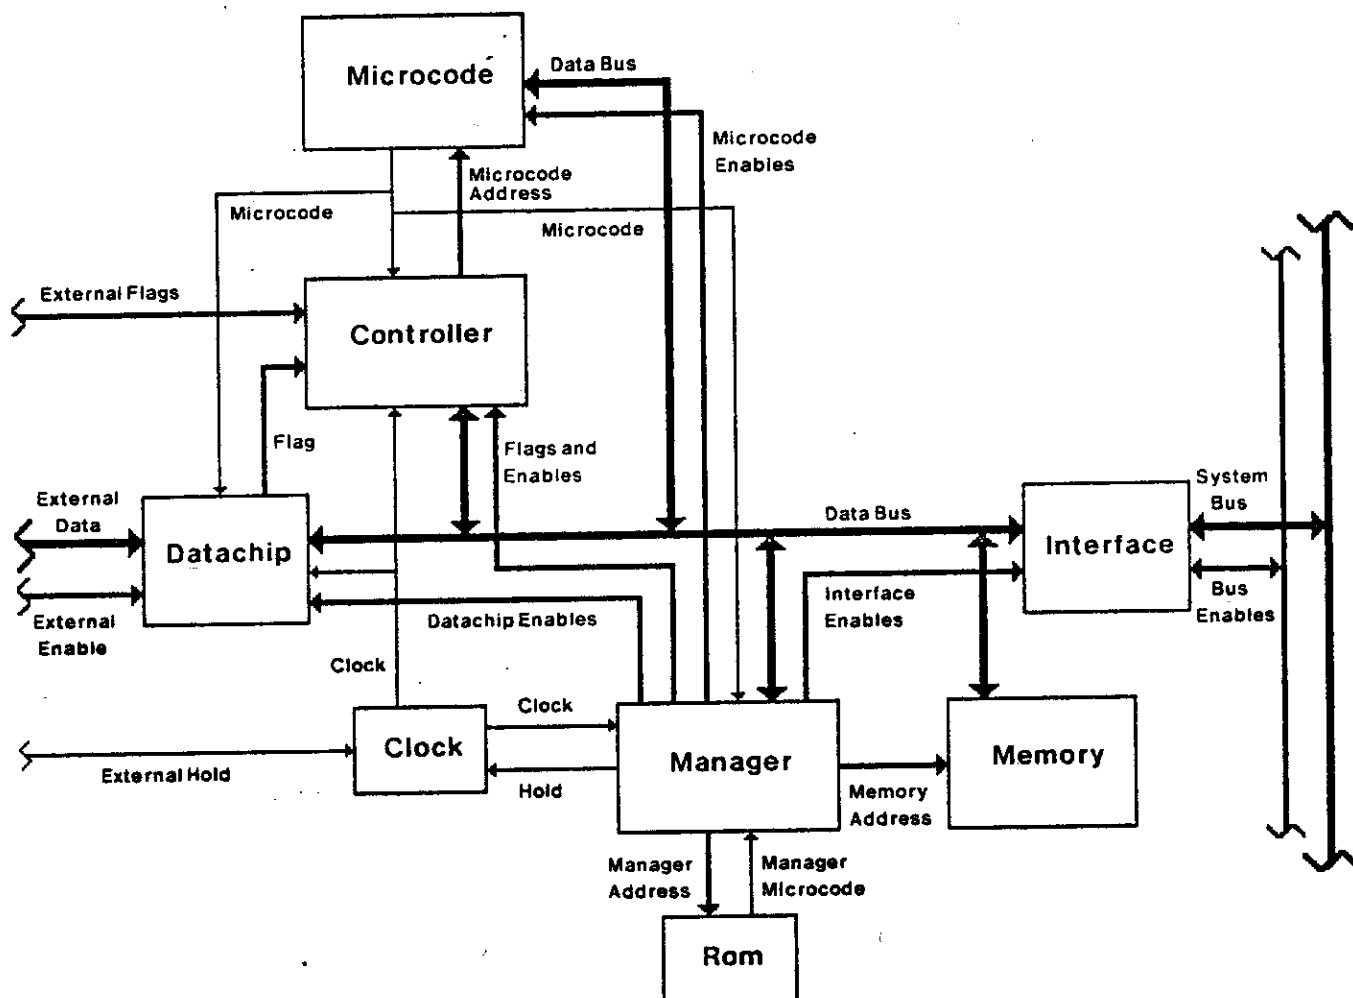 Data Bus
Microcode
Microcode
Enables
Microcode
Address
Microcode
Microcode
External Flags
Controller
Flag
Flags and
Enables
External
Data
System
Bus
Data Bus
Datachip
Interface
Interface
Enables
Bus
Enables
External
Enable
Datachip Enables
Clock
Clock
Clock
Manager
Memory
External Hold
Hold
Memory
Address
Manager
Address
Manager
Microcode
Rom